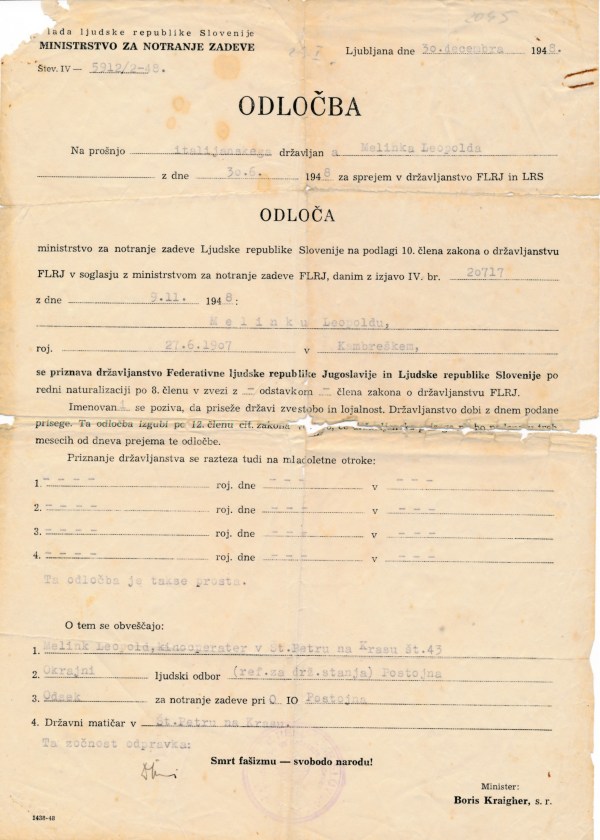 lada ljudske republike Slovenije
MINISTRSTVO ZA NOTRANJE ZADEVE
Štev. IV — 5912/2-48.
2045
Ljubljana dne 30. decembra 1948.
ODLOČBA
Na prošnjo italijanskega državljan a Melinka Leopolda
z dne 30.6. 1948 za sprejem v državljanstvo FLRJ in LRS
ODLOČA
ministrstvo za notranje zadeve Ljudske republike Slovenije na podlagi 10. člena zakona o državljanstvu
FLRJ v soglasju z ministrstvom za notranje zadeve FLRJ, danim z izjavo IV. br. 20717
z dne 9.11. 1948:
Melinku Leopoldu,
roj. 27.6.1907 v Kambreškem,
se priznava državljanstvo Federativne ljudske republike Jugoslavije in Ljudske republike Slovenije po
redni naturalizaciji po 8. členu v zvezi z — odstavkom — člena zakona o državljanstvu FLRJ.
Imenovan i se poziva, da priseže državi zvestobo in lojalnost. Državljanstvo dobi z dnem podane
prisege. Ta odločba izgubi po 12. členu cit. zakona
mesecih od dneva prejema te odločbe.
Priznanje državljanstva se razteza tudi na mladoletne otroke:
1. - - - - roj. dne - - - v - - -
2. - - - - roj. dne - - - v - - -
3. - - - - roj. dne - - - v - - -
4. - - - - roj. dne - - - v - - -
Ta odločba je takse prosta.
O tem se obveščajo:
1. Melink Leopold, kinooperater v St.Petru na Krasu št.43
2. Okrajni ljudski odbor (ref.za drž.stanja) Postojna
3. Odsek za notranje zadeve pri O IO Postojna
4. Državni matičar v St.Petru na Krasu.
Ta točnost odpravka:
Smrt fašizmu — svobodo narodu!
Minister:
Boris Kraigher, s. r.
1438-48